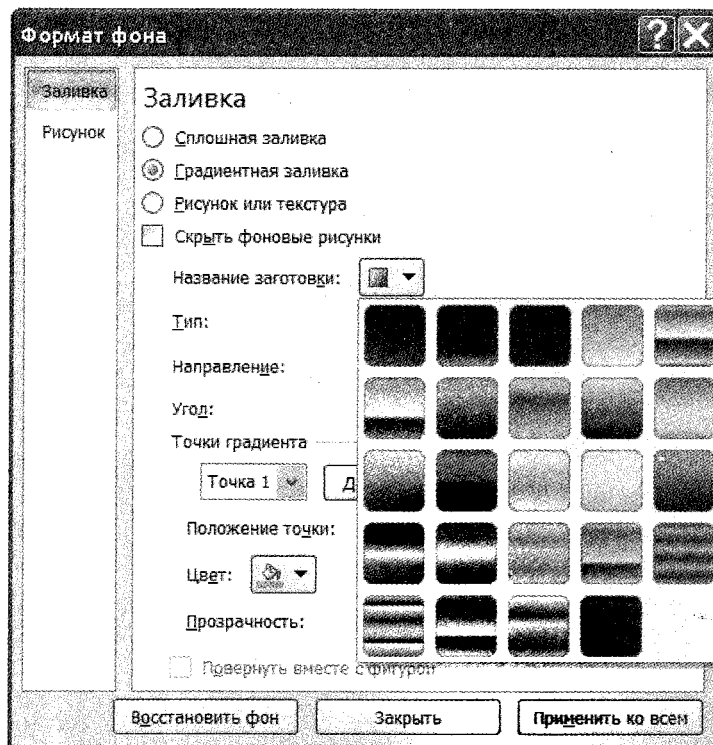 Формат фона
Заливка
Рисунок
Заливка
Сплошная заливка
Градиентная заливка
Рисунок или текстура
Скрыть фоновые рисунки
Название заготовки:
Тип:
Направление:
Угол:
Точки градиента
Точка 1
Д
Положение точки:
Цвет:
Прозрачность:
Повернуть вместе с фигурой
Восстановить фон
Закрыть
Применить ко всем